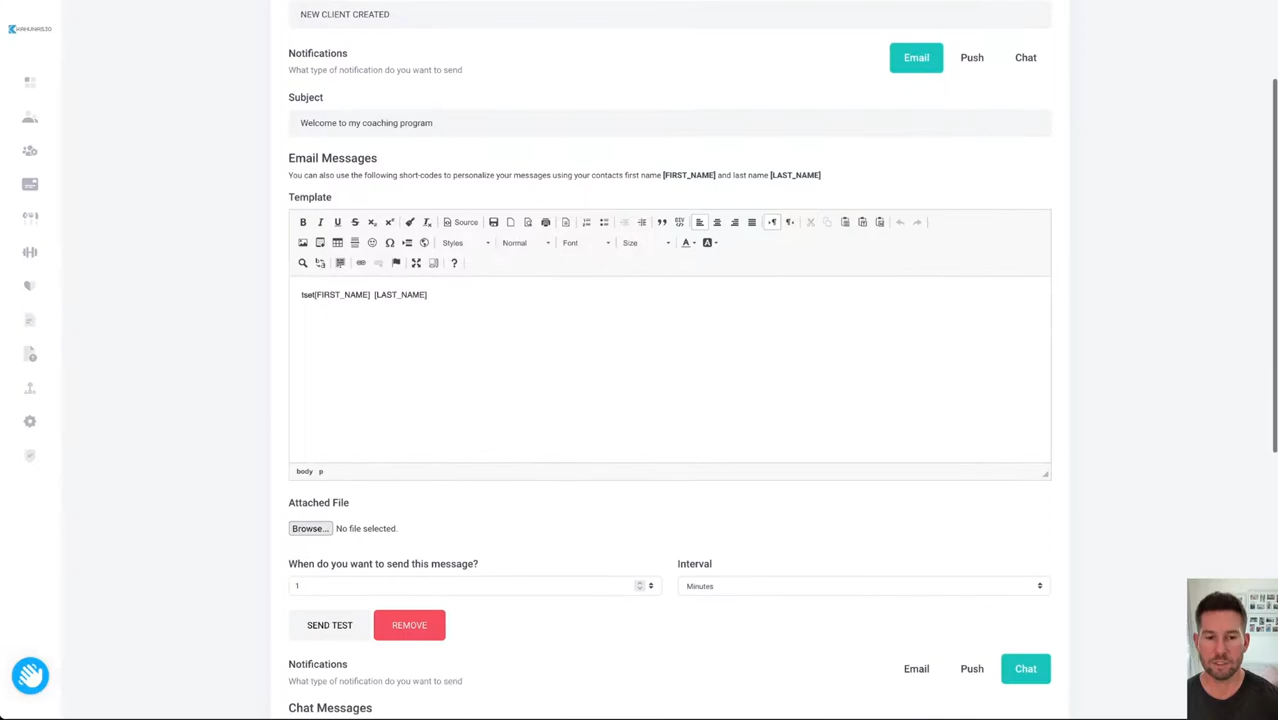 KAHUNAS.IO
NEW CLIENT CREATED
Notifications
What type of notification do you want to send
Email Push Chat
Subject
Welcome to my coaching program
Email Messages
You can also use the following short-codes to personalize your messages using your contacts first name [FIRST_NAME] and last name [LAST_NAME]
Template
Source
Styles Normal Font Size
tset[FIRST_NAME] [LAST_NAME]
body p
Attached File
Browse... No file selected.
When do you want to send this message? Interval
1 Minutes
SEND TEST REMOVE
Notifications
What type of notification do you want to send
Email Push Chat
Chat Messages